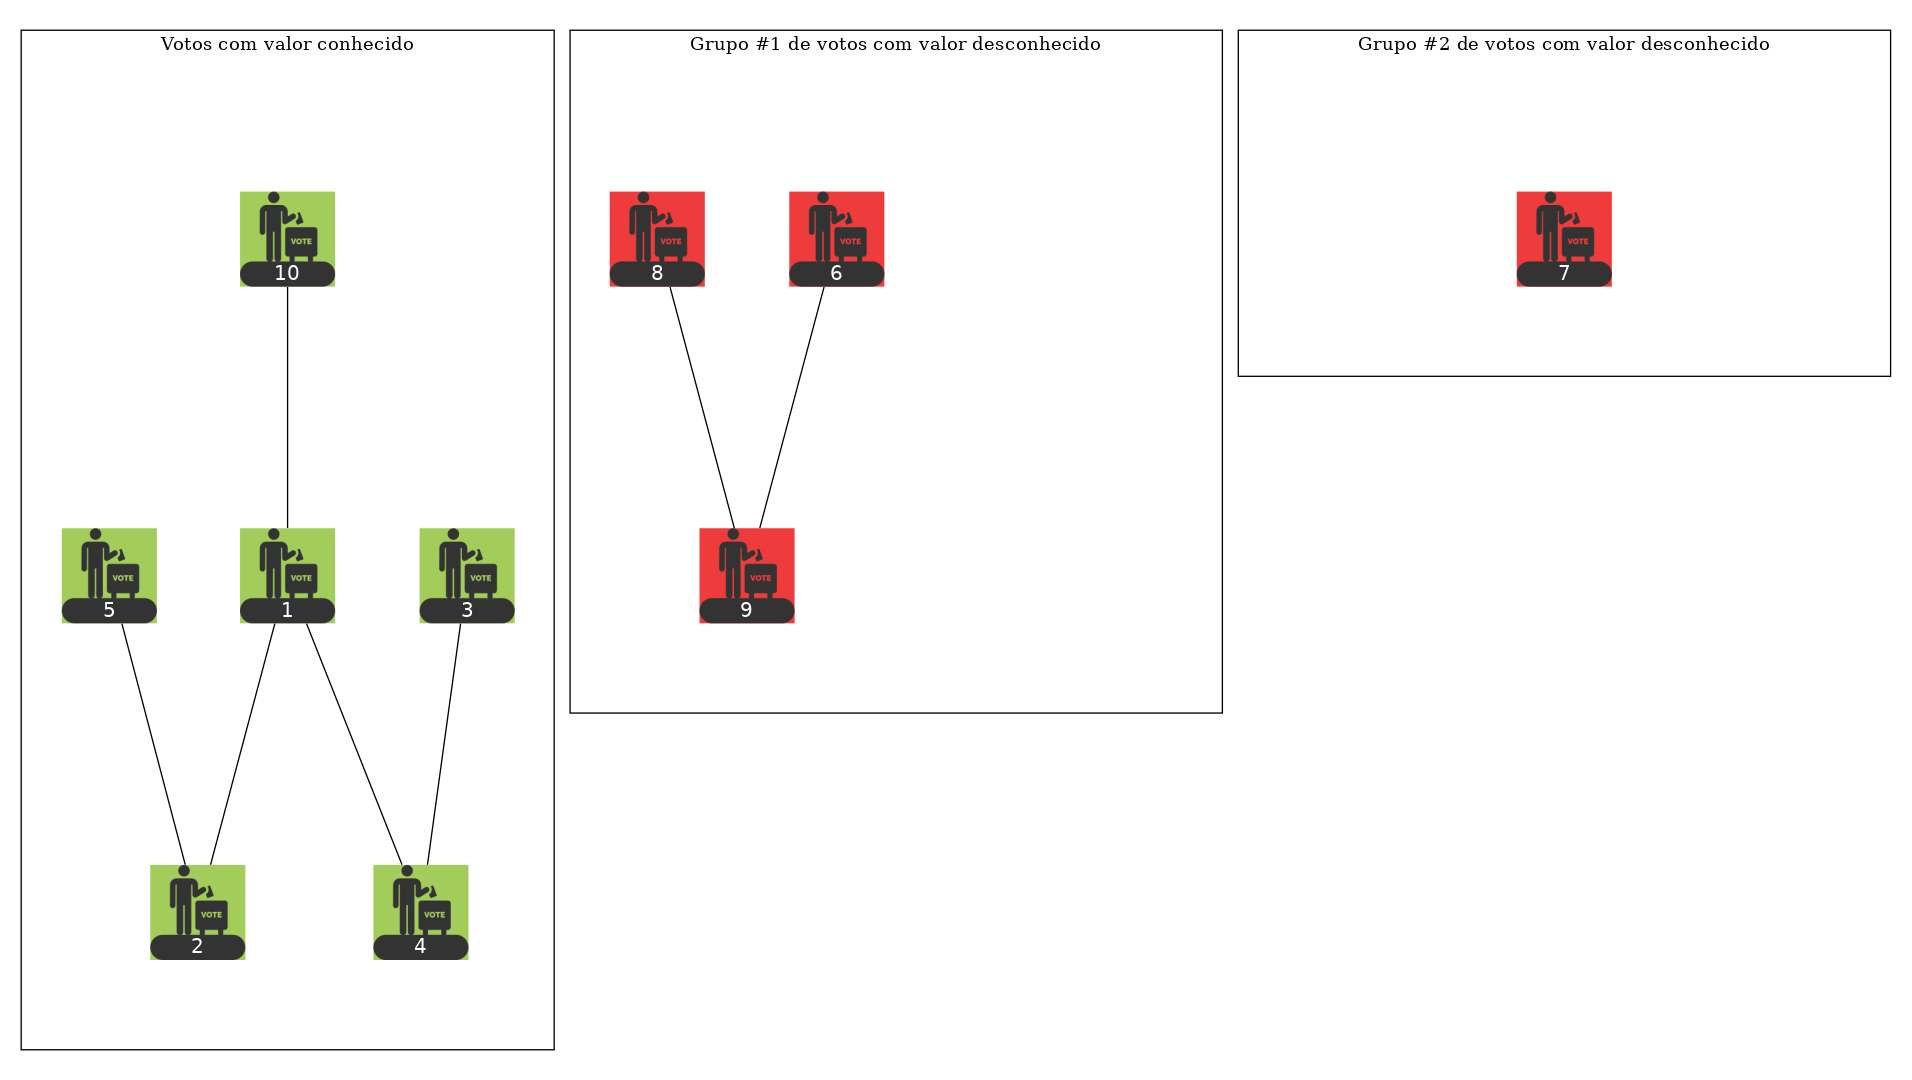 Votos com valor conhecido
Grupo #1 de votos com valor desconhecido
Grupo #2 de votos com valor desconhecido
VOTE
10
VOTE
8
VOTE
6
VOTE
7
VOTE
5
VOTE
1
VOTE
3
VOTE
9
VOTE
2
VOTE
4